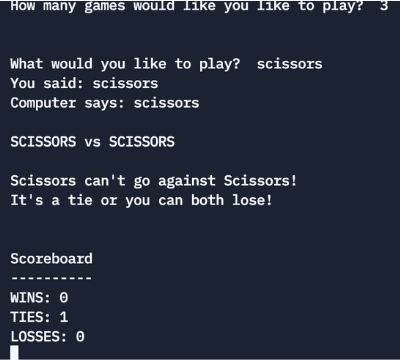 How many games would like you like to play?  3
What would you like to play?  scissors
You said: scissors
Computer says: scissors
SCISSORS vs SCISSORS
Scissors can't go against Scissors!
It's a tie or you can both lose!
Scoreboard
----------
WINS: 0
TIES: 1
LOSSES: 0